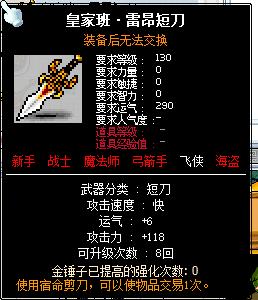 皇家班·雷昂短刀
装备后无法交换
要求等级： 130
要求力量： 0
要求敏捷： 0
要求智力： 0
要求运气： 290
要求人气度： -
道具等级： -
道具经验值： -
新手 战士 魔法师 弓箭手 飞侠 海盗
武器分类 : 短刀
攻击速度 : 快
运气 : +6
攻击力 : +118
可升级次数 : 8回
金锤子已提高的强化次数: 0
使用宿命剪刀，可以使物品交易1次。